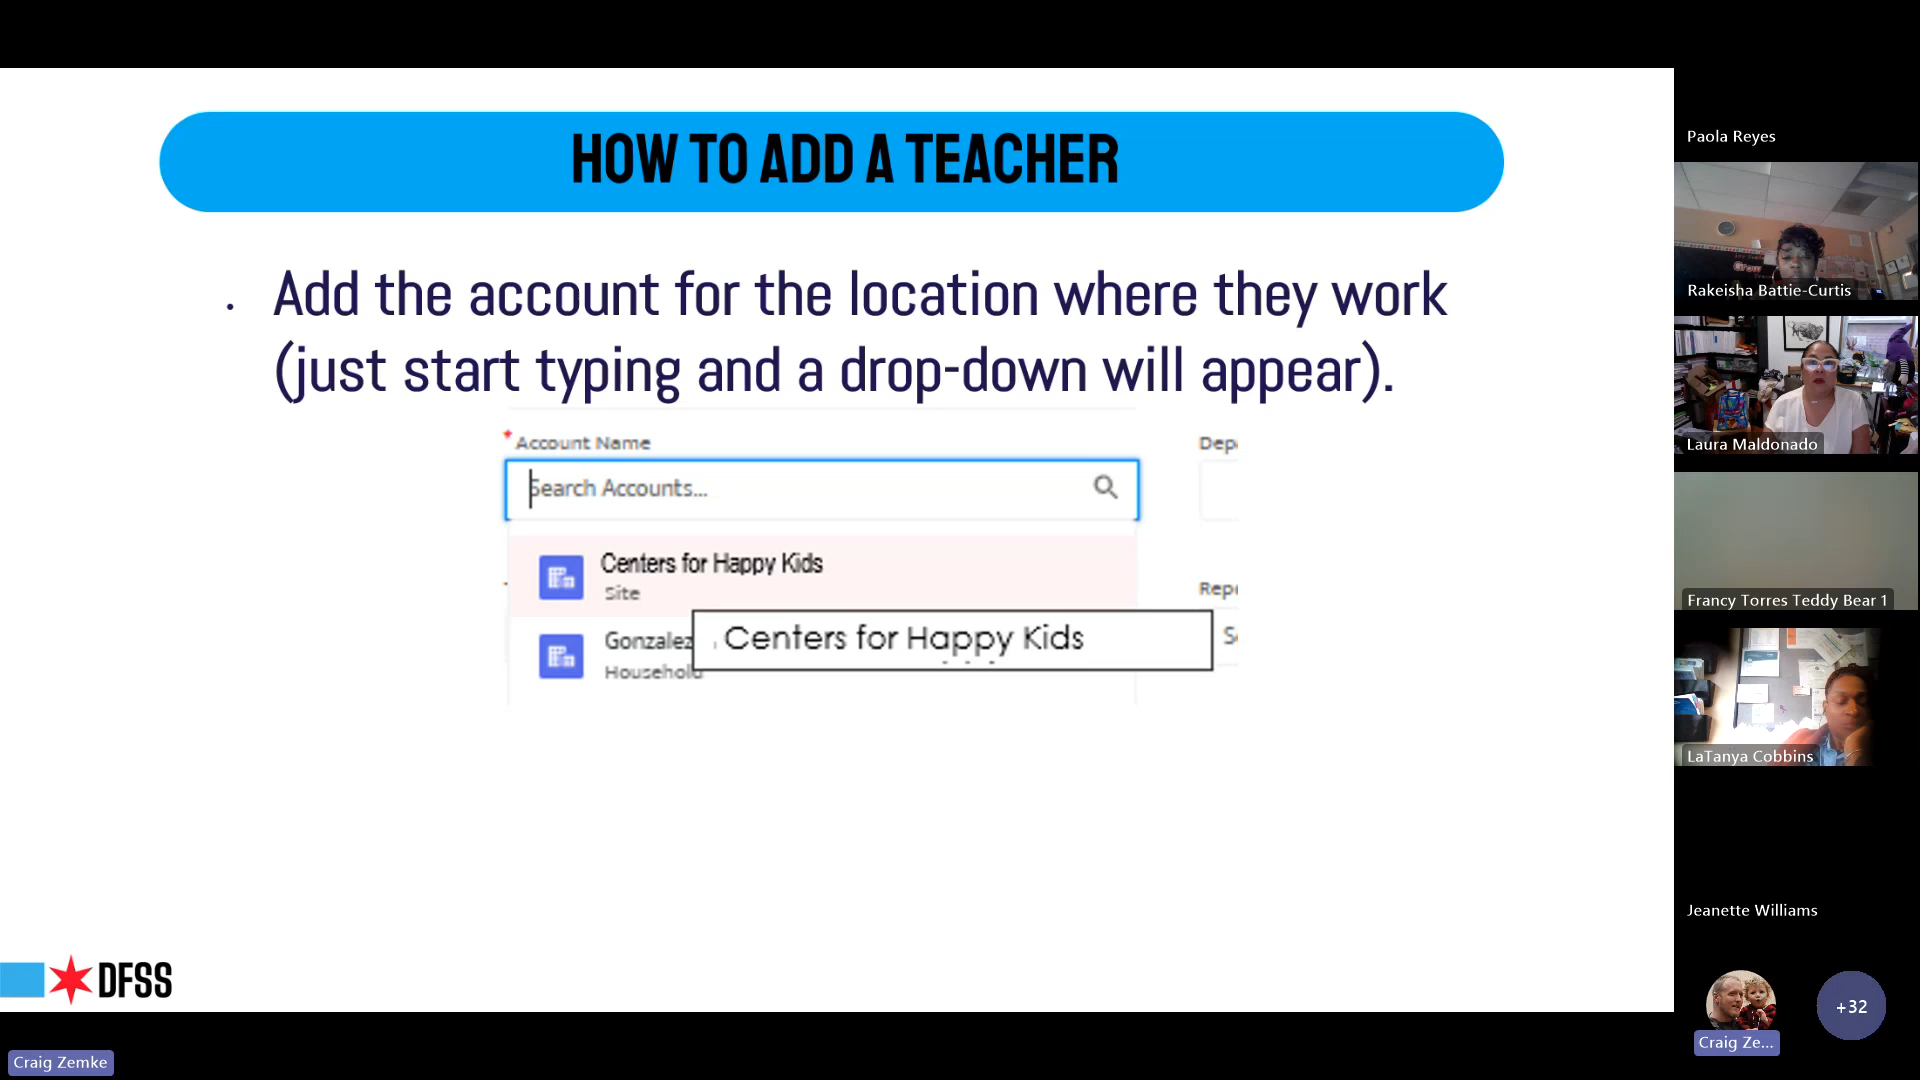 HOW TO ADD A TEACHER
. Add the account for the location where they work
(just start typing and a drop-down will appear).
* Account Name
Search Accounts...
Centers for Happy Kids
Site
Gonzalez
Household
Centers for Happy Kids
DFSS
Craig Zemke
Paola Reyes
Rakeisha Battie-Curtis
Laura Maldonado
Francy Torres Teddy Bear 1
LaTanya Cobbins
Jeanette Williams
Craig Ze...
+32